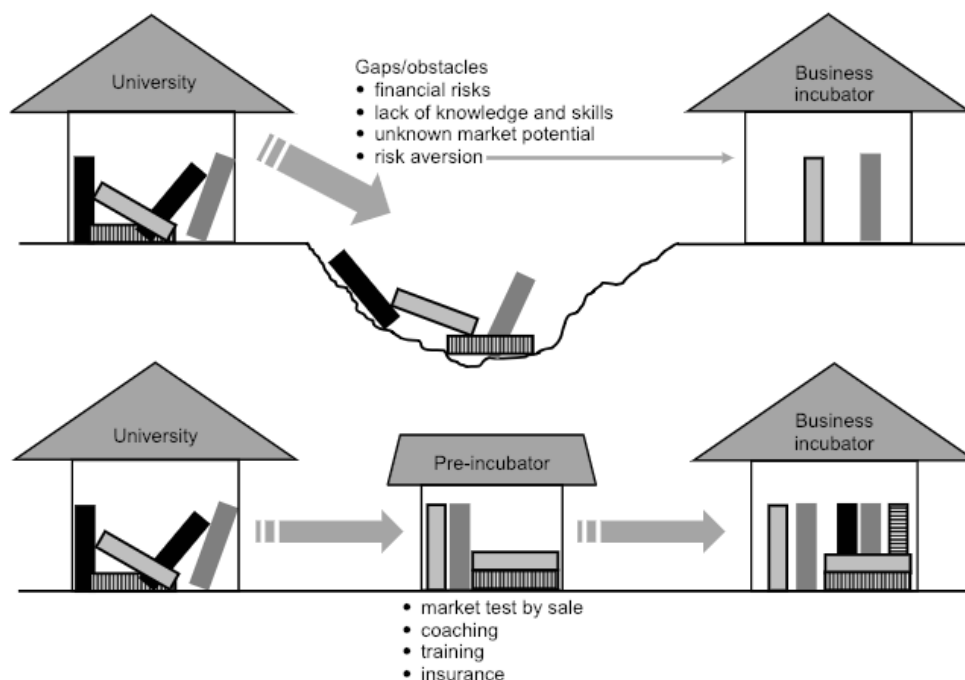 University
Gaps/obstacles
• financial risks
• lack of knowledge and skills
• unknown market potential
• risk aversion
Business
incubator
University
Pre-incubator
Business
incubator
• market test by sale
• coaching
• training
• insurance